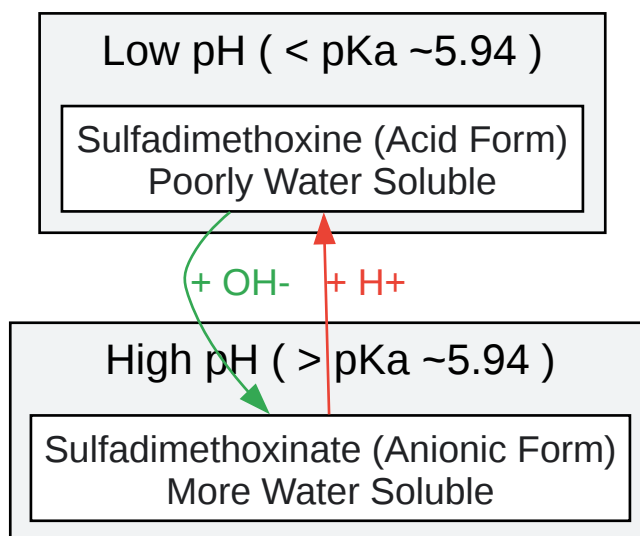 Low pH ( < pKa ~5.94 )
Sulfadimethoxine (Acid Form)
Poorly Water Soluble
+ OH-
+ H+
High pH ( > pKa ~5.94 )
Sulfadimethoxinate (Anionic Form)
More Water Soluble